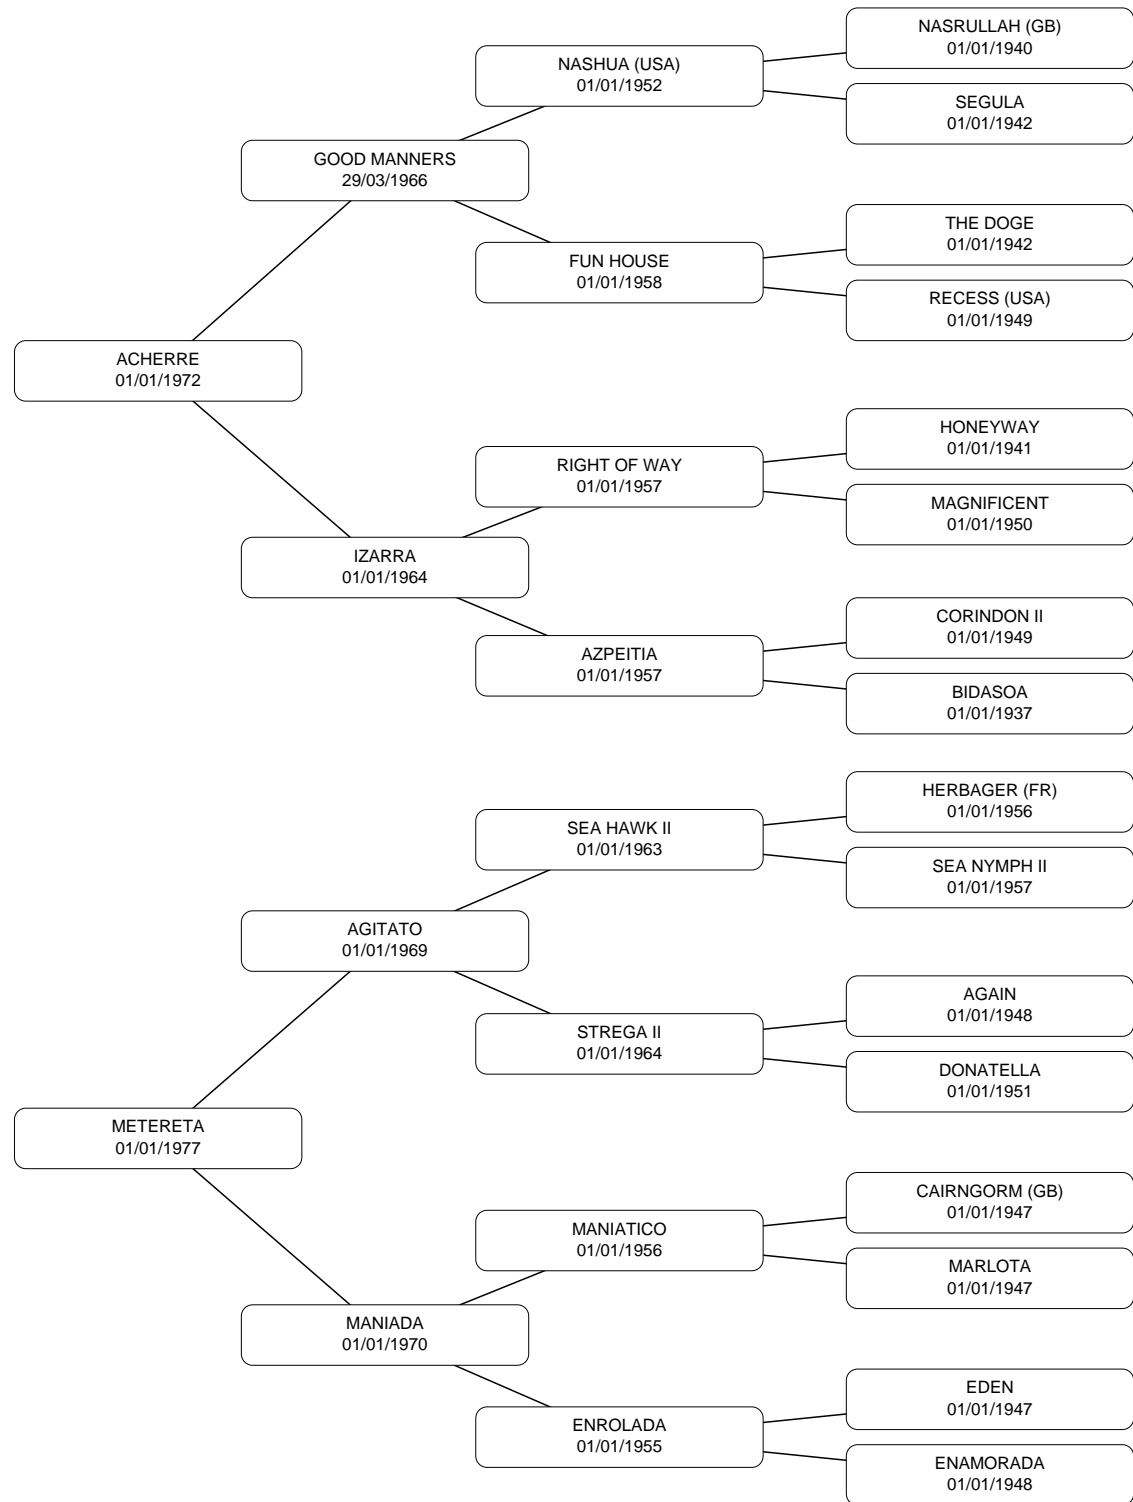 NASRULLAH (GB)
01/01/1940
NASHUA (USA)
01/01/1952
SEGULA
01/01/1942
GOOD MANNERS
29/03/1966
THE DOGE
01/01/1942
FUN HOUSE
01/01/1958
RECESS (USA)
01/01/1949
ACHERRE
01/01/1972
HONEYWAY
01/01/1941
RIGHT OF WAY
01/01/1957
MAGNIFICENT
01/01/1950
IZARRA
01/01/1964
CORINDON II
01/01/1949
AZPEITIA
01/01/1957
BIDASOA
01/01/1937
HERBAGER (FR)
01/01/1956
SEA HAWK II
01/01/1963
SEA NYMPH II
01/01/1957
AGITATO
01/01/1969
AGAIN
01/01/1948
STREGA II
01/01/1964
DONATELLA
01/01/1951
METERETA
01/01/1977
CAIRNGORM (GB)
01/01/1947
MANIATICO
01/01/1956
MARLOTA
01/01/1947
MANIADA
01/01/1970
EDEN
01/01/1947
ENROLADA
01/01/1955
ENAMORADA
01/01/1948